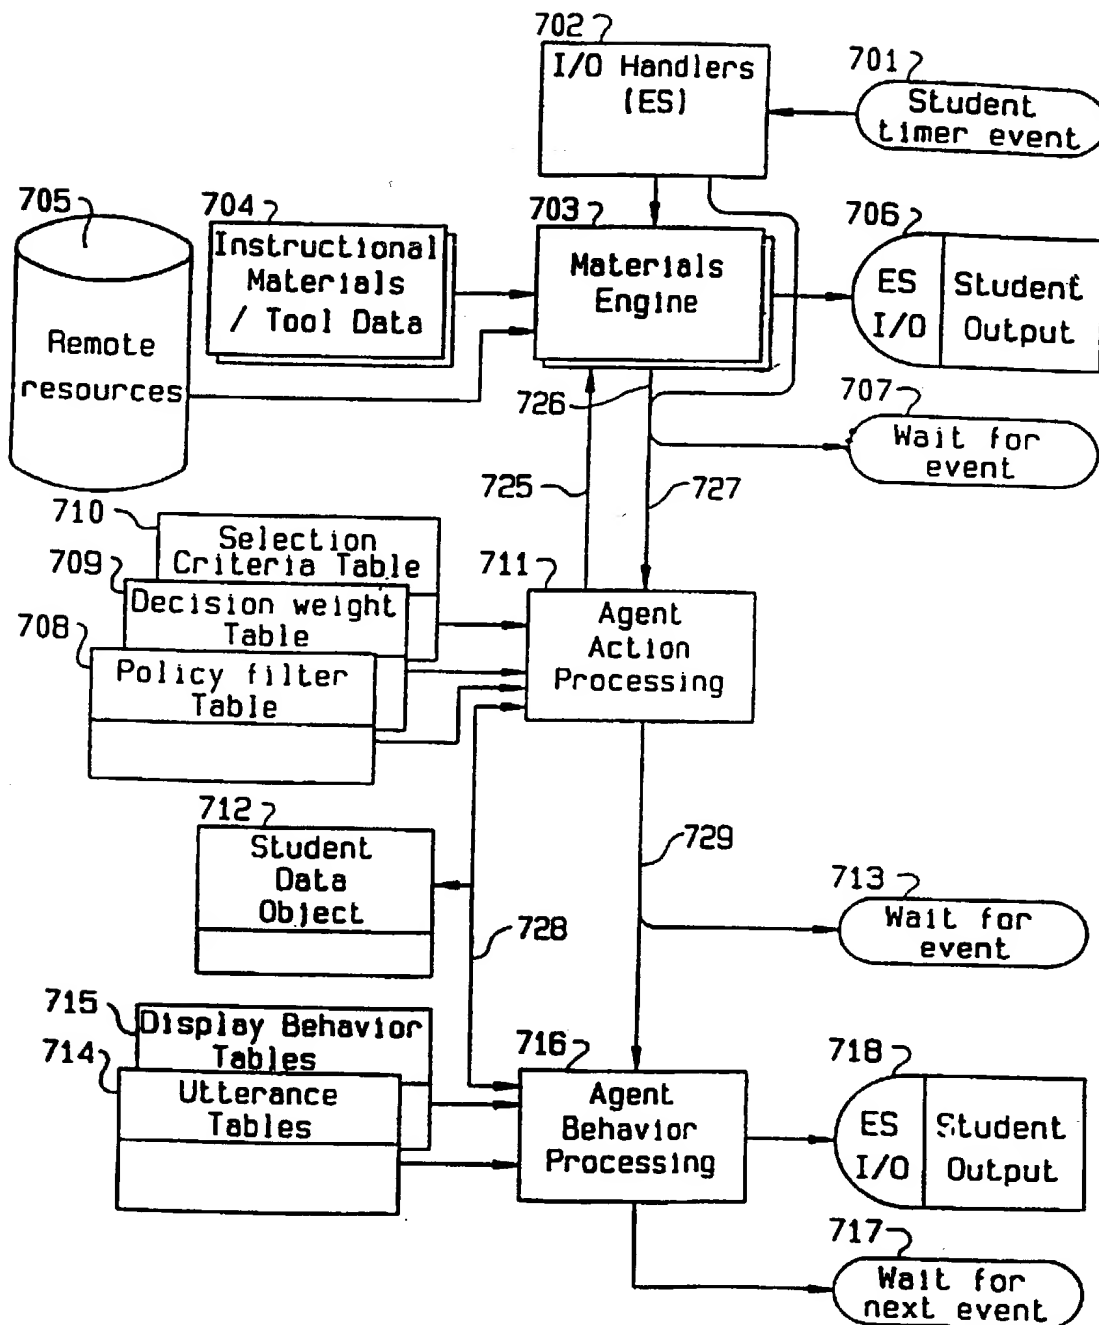 702
I/O Handlers
(ES)
701
Student
timer event
705
Remote
resources
704
Instructional
Materials
/ Tool Data
703
Materials
Engine
706
ES
I/O
Student
Output
726
707
Wait for
event
725
727
710
Selection
Criteria Table
709
Decision weight
Table
708
Policy filter
Table
711
Agent
Action
Processing
712
Student
Data
Object
729
728
713
Wait for
event
715
Display Behavior
Tables
714
Utterance
Tables
716
Agent
Behavior
Processing
718
ES
I/O
Student
Output
717
Wait for
next event